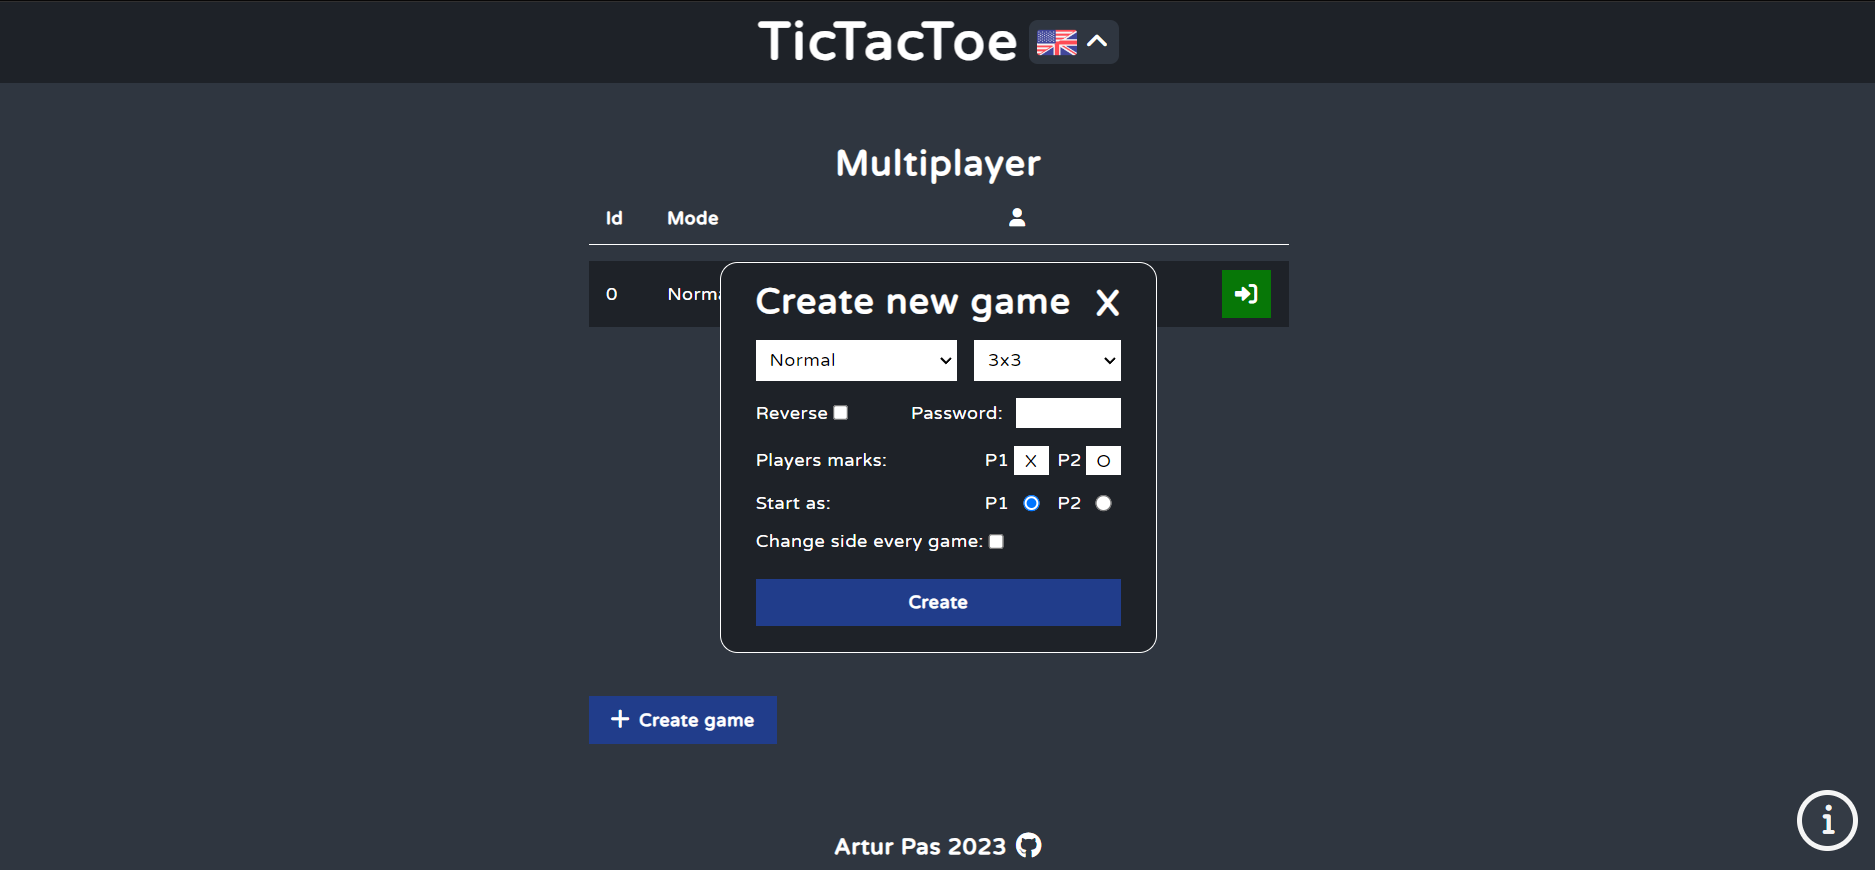 TicTacToe
Multiplayer
Id Mode
0 Norma
Create new game X
Normal 3x3
Reverse Password:
Players marks: P1 X P2 O
Start as: P1 P2
Change side every game:
Create
+ Create game
Artur Pas 2023